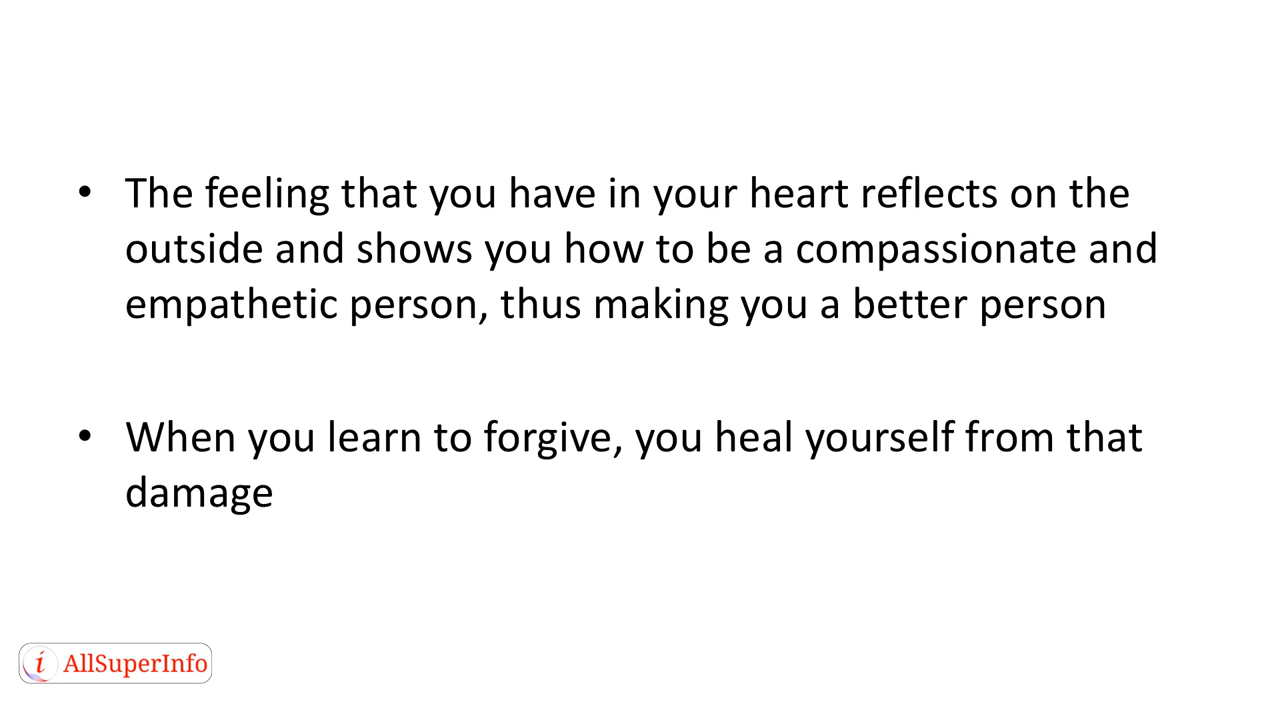 • The feeling that you have in your heart reflects on the
outside and shows you how to be a compassionate and
empathetic person, thus making you a better person
• When you learn to forgive, you heal yourself from that
damage
i AllSuperInfo